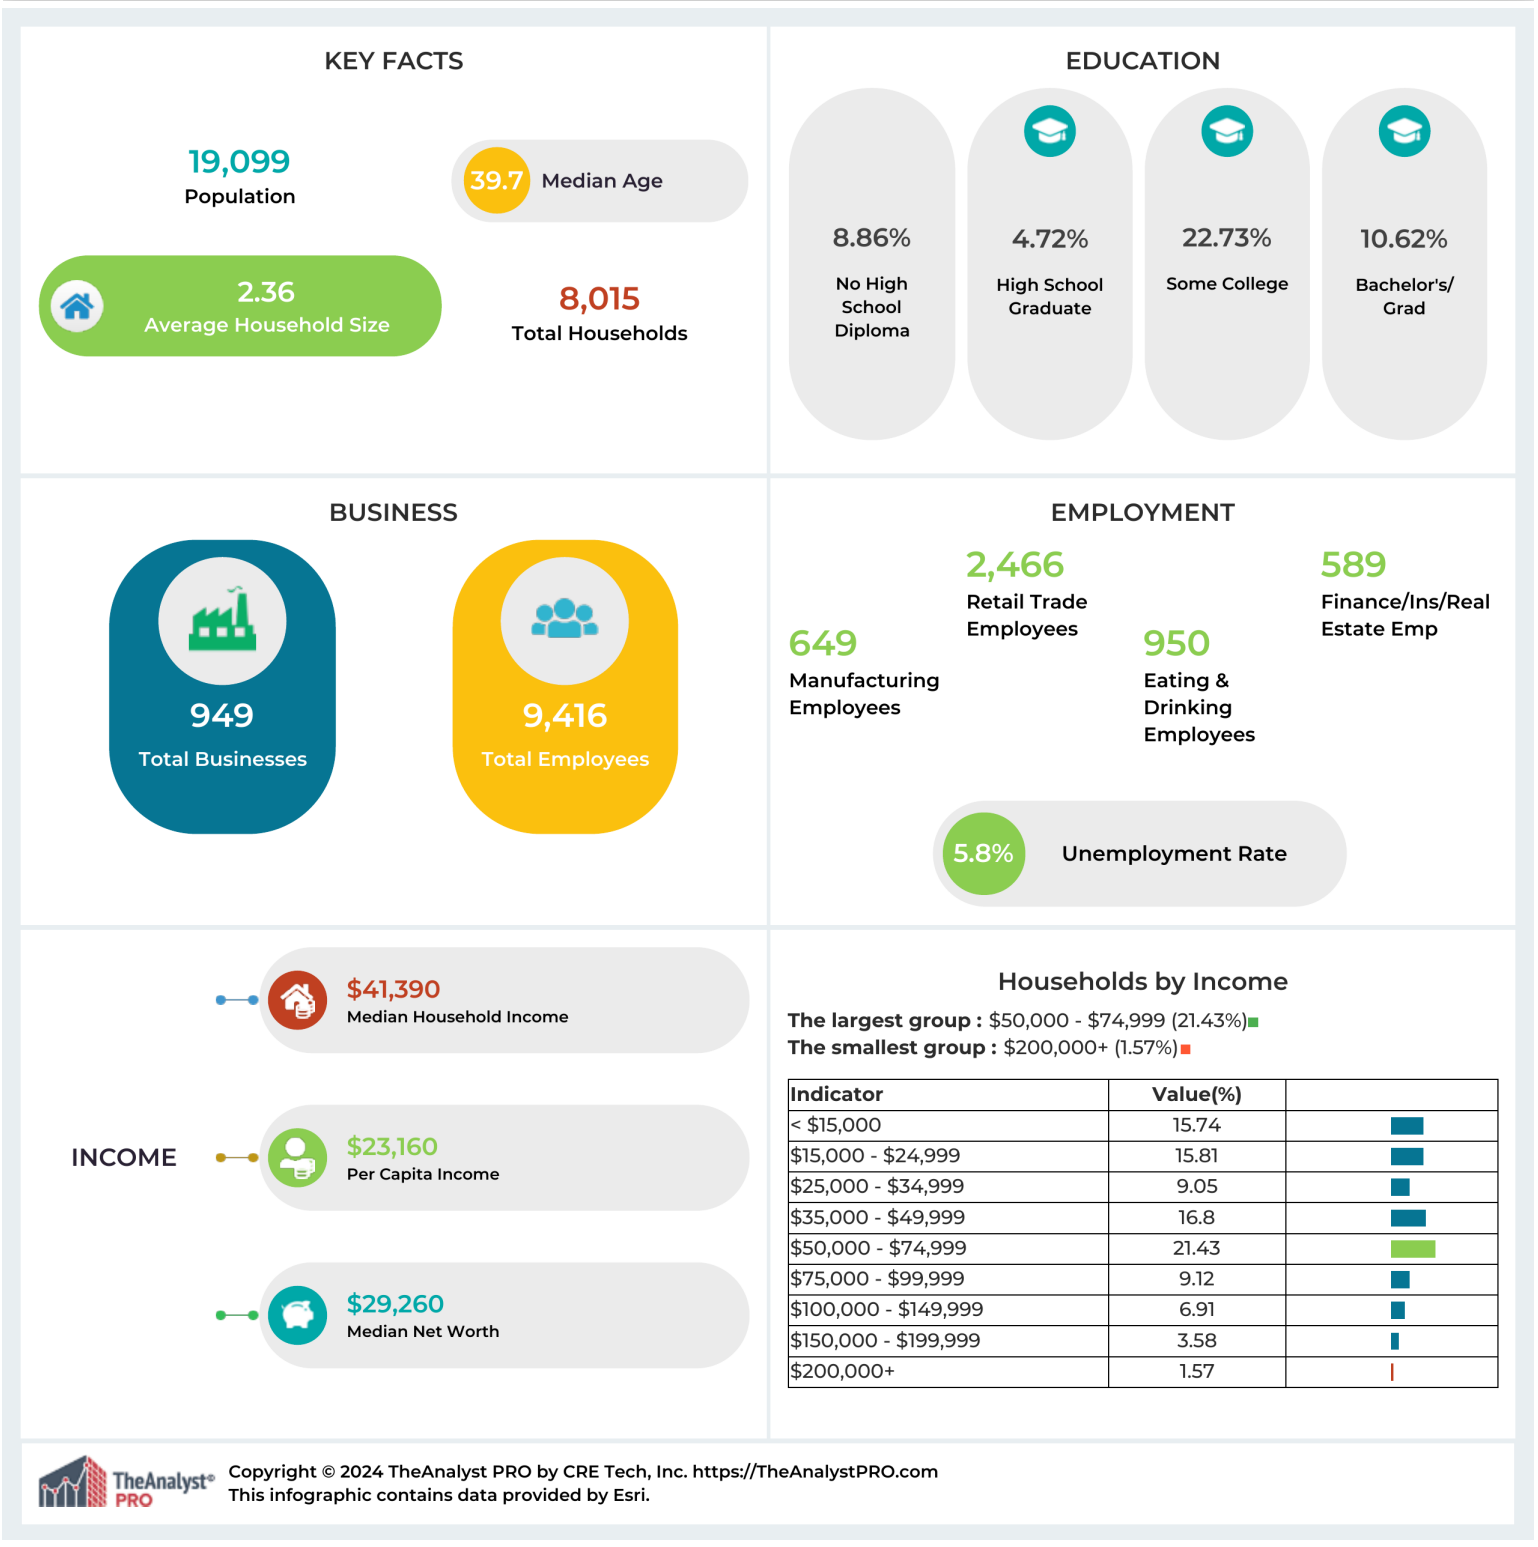 KEY FACTS
19,099
Population
39.7 Median Age
2.36
Average Household Size
8,015
Total Households
EDUCATION
8.86%
No High
School
Diploma
4.72%
High School
Graduate
22.73%
Some College
10.62%
Bachelor's/
Grad
BUSINESS
949
Total Businesses
9,416
Total Employees
EMPLOYMENT
649
Manufacturing
Employees
2,466
Retail Trade
Employees
950
Eating &
Drinking
Employees
589
Finance/Ins/Real
Estate Emp
5.8% Unemployment Rate
INCOME
$41,390
Median Household Income
$23,160
Per Capita Income
$29,260
Median Net Worth
Households by Income
The largest group : $50,000 - $74,999 (21.43%)
The smallest group : $200,000+ (1.57%)
Indicator Value(%)
< $15,000 15.74
$15,000 - $24,999 15.81
$25,000 - $34,999 9.05
$35,000 - $49,999 16.8
$50,000 - $74,999 21.43
$75,000 - $99,999 9.12
$100,000 - $149,999 6.91
$150,000 - $199,999 3.58
$200,000+ 1.57
TheAnalyst®
PRO
Copyright © 2024 TheAnalyst PRO by CRE Tech, Inc. https://TheAnalystPRO.com
This infographic contains data provided by Esri.